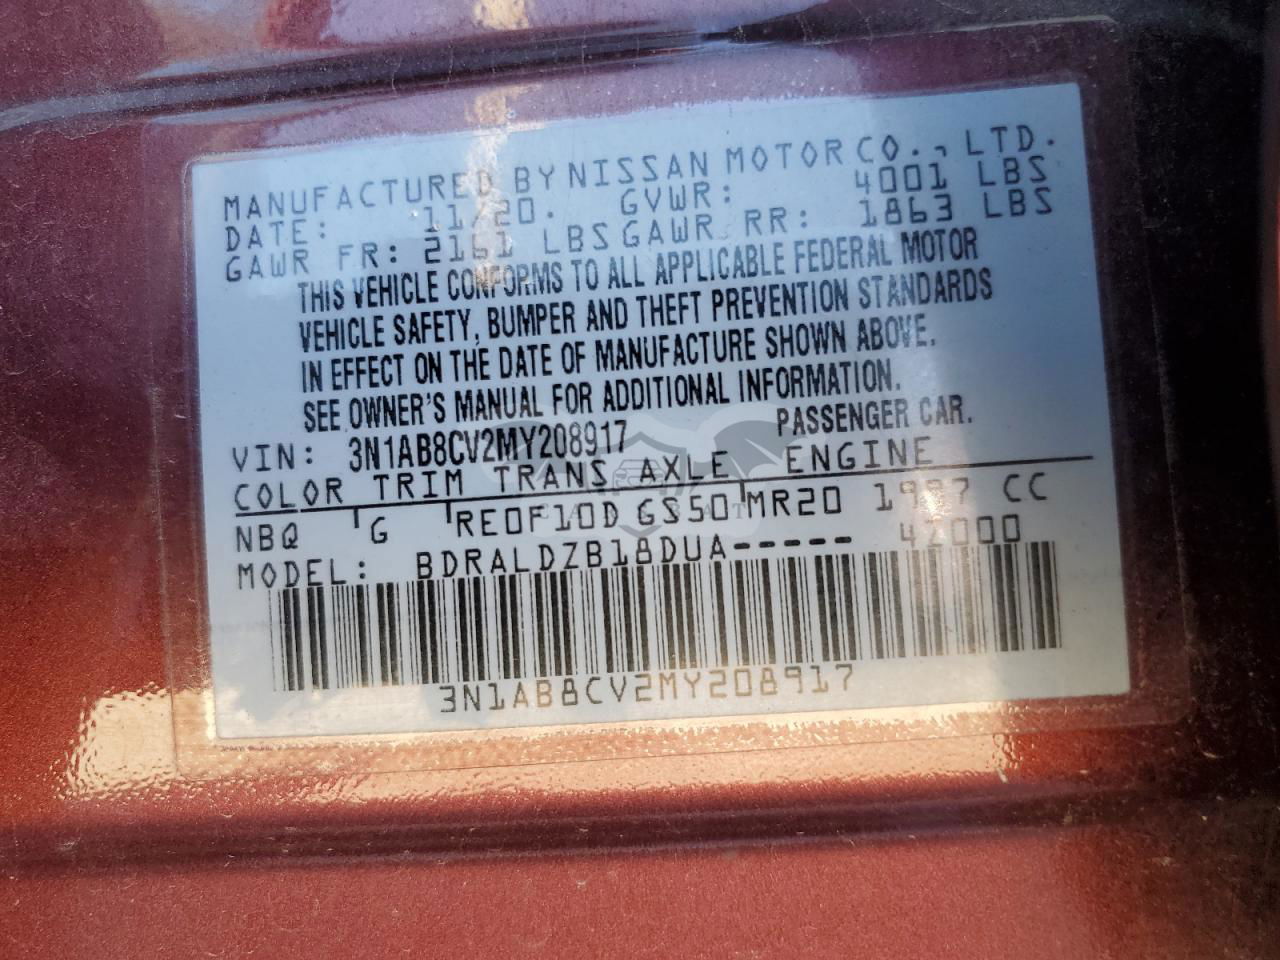 MANUFACTURED BY NISSAN MOTOR CO., LTD.
DATE: 11/20. GVWR: 4001 LBS
GAWR FR: 2161 LBS GAWR RR: 1863 LBS
THIS VEHICLE CONFORMS TO ALL APPLICABLE FEDERAL MOTOR
VEHICLE SAFETY, BUMPER AND THEFT PREVENTION STANDARDS
IN EFFECT ON THE DATE OF MANUFACTURE SHOWN ABOVE.
SEE OWNER'S MANUAL FOR ADDITIONAL INFORMATION.
VIN: 3N1AB8CV2MY208917 PASSENGER CAR.
COLOR TRIM TRANS AXLE ENGINE
NBQ G RE0F10D GS50 MR20 1997 CC
MODEL: BDRALDZB18DUA-----
3N1AB8CV2MY208917